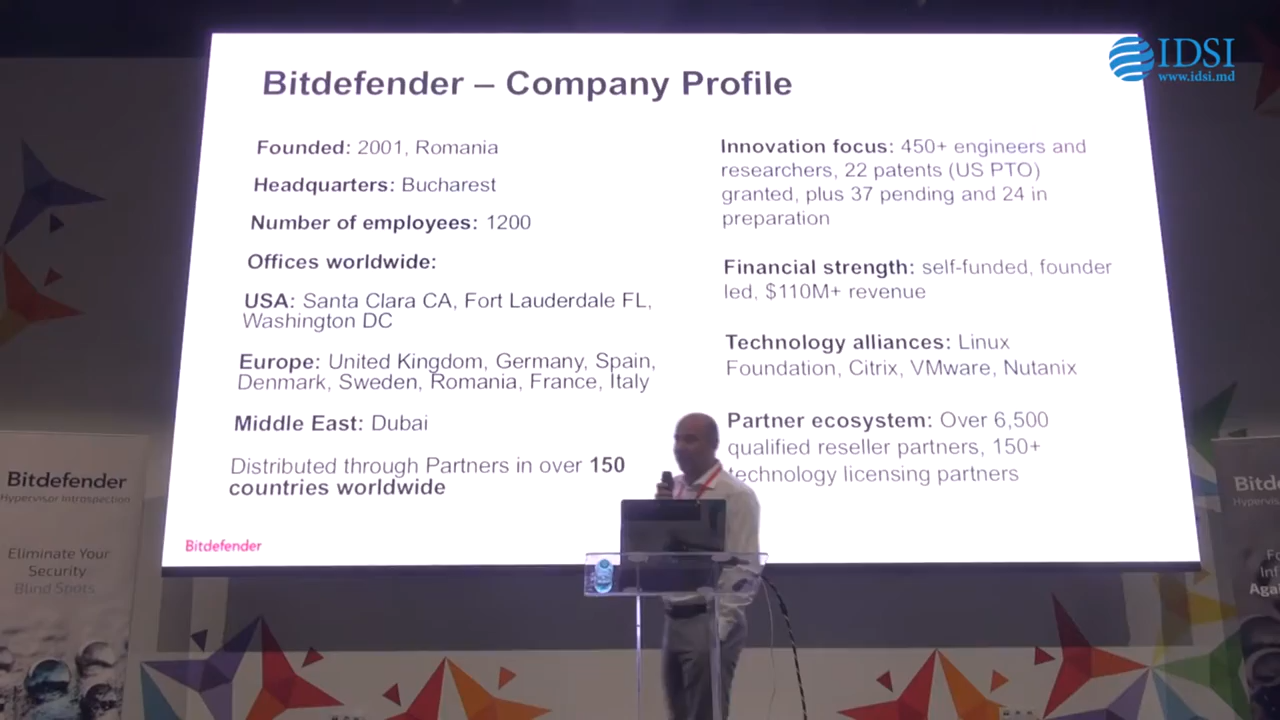 IDSI
www.idsi.md
Bitdefender – Company Profile
Founded: 2001, Romania
Headquarters: Bucharest
Number of employees: 1200
Offices worldwide:
USA: Santa Clara CA, Fort Lauderdale FL,
Washington DC
Europe: United Kingdom, Germany, Spain,
Denmark, Sweden, Romania, France, Italy
Middle East: Dubai
Distributed through Partners in over 150
countries worldwide
Innovation focus: 450+ engineers and
researchers, 22 patents (US PTO)
granted, plus 37 pending and 24 in
preparation
Financial strength: self-funded, founder
led, $110M+ revenue
Technology alliances: Linux
Foundation, Citrix, VMware, Nutanix
Partner ecosystem: Over 6,500
qualified reseller partners, 150+
technology licensing partners
Bitdefender
Bitdefender
Hypervisor Introspection
Eliminate Your
Security
Blind Spots